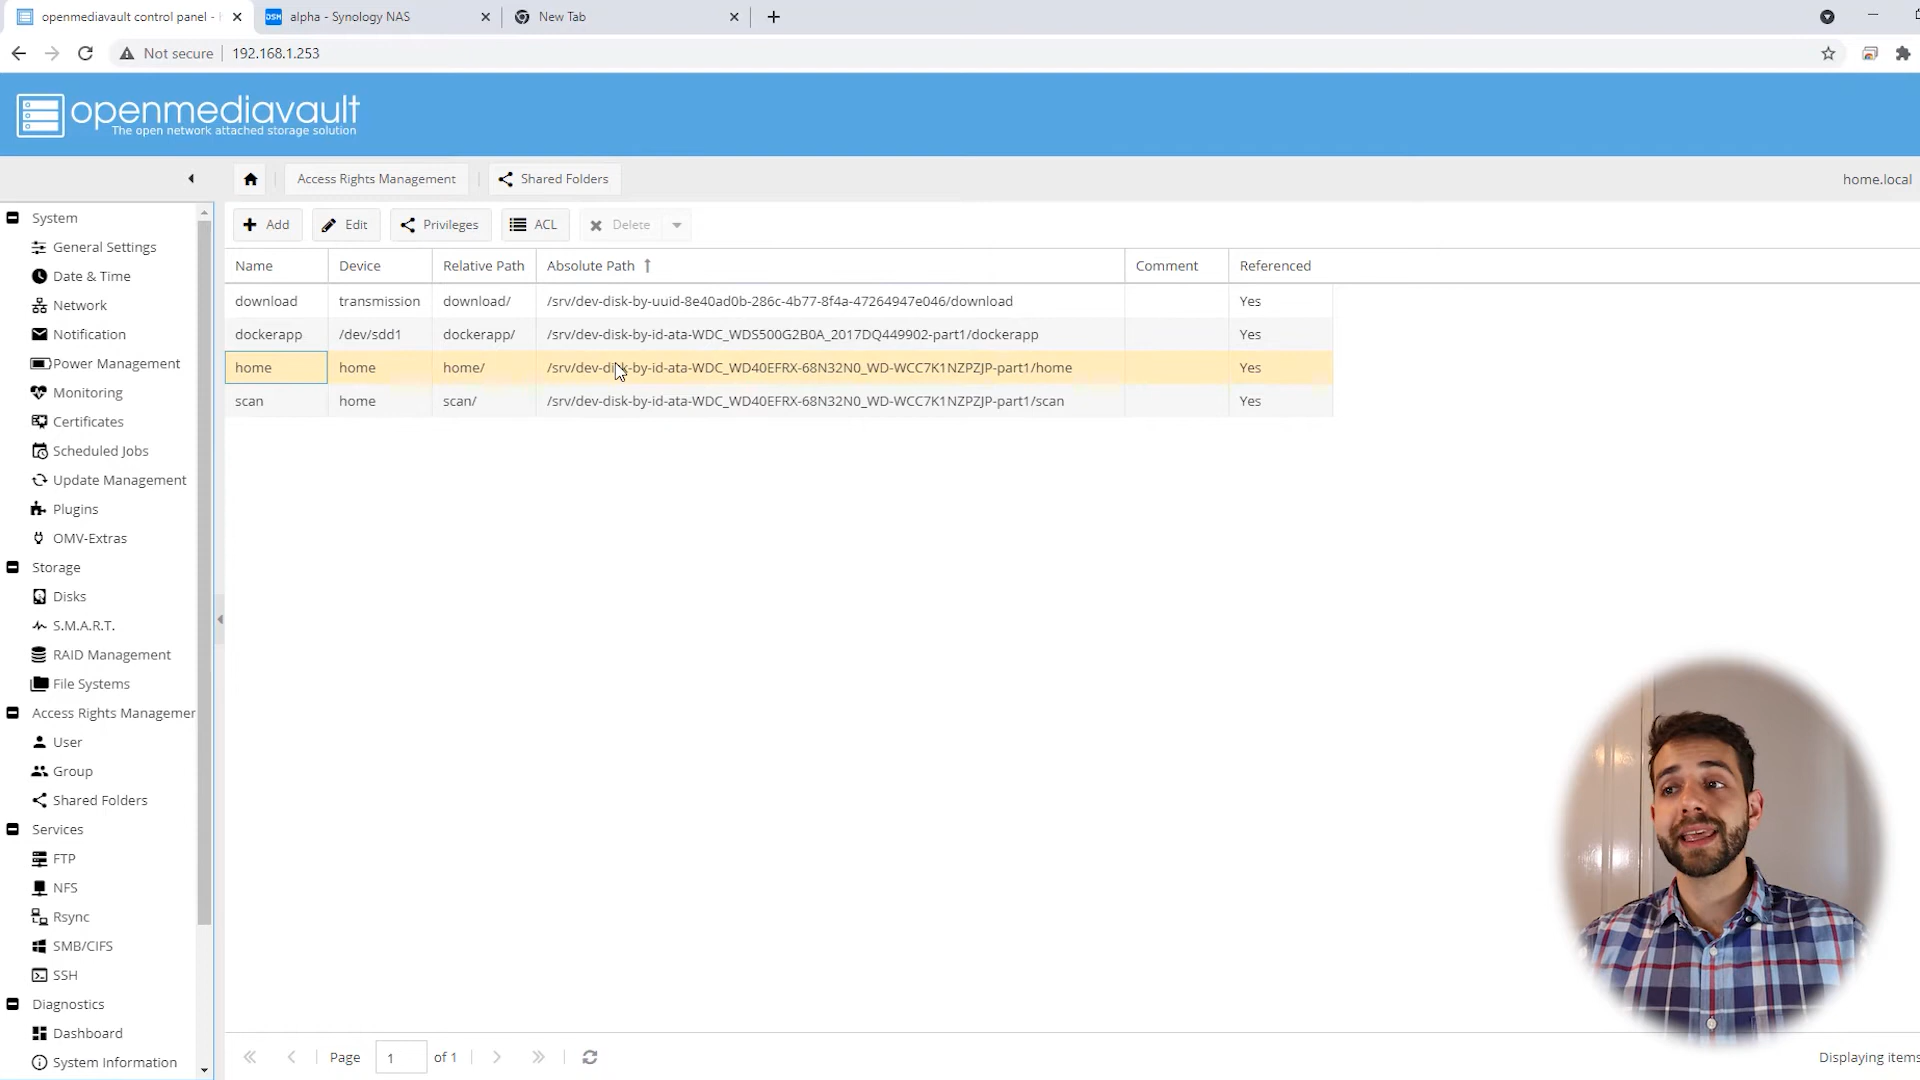 openmediavault control panel -
alpha - Synology NAS
New Tab
Not secure
192.168.1.253
openmediavault
The open network attached storage solution
Access Rights Management
Shared Folders
home.local
Add
Edit
Privileges
ACL
Delete
Name
Device
Relative Path
Absolute Path
Comment
Referenced
download transmission download/ /srv/dev-disk-by-uuid-8e40ad0b-286c-4b77-8f4a-47264947e046/download Yes
dockerapp /dev/sdd1 dockerapp/ /srv/dev-disk-by-id-ata-WDC_WDS500G2B0A_2017DQ449902-part1/dockerapp Yes
home home home/ /srv/dev-disk-by-id-ata-WDC_WD40EFRX-68N32N0_WD-WCC7K1NZPZJP-part1/home Yes
scan home scan/ /srv/dev-disk-by-id-ata-WDC_WD40EFRX-68N32N0_WD-WCC7K1NZPZJP-part1/scan Yes
System
General Settings
Date & Time
Network
Notification
Power Management
Monitoring
Certificates
Scheduled Jobs
Update Management
Plugins
OMV-Extras
Storage
Disks
S.M.A.R.T.
RAID Management
File Systems
Access Rights Managemen
User
Group
Shared Folders
Services
FTP
NFS
Rsync
SMB/CIFS
SSH
Diagnostics
Dashboard
System Information
Page 1 of 1
Displaying items